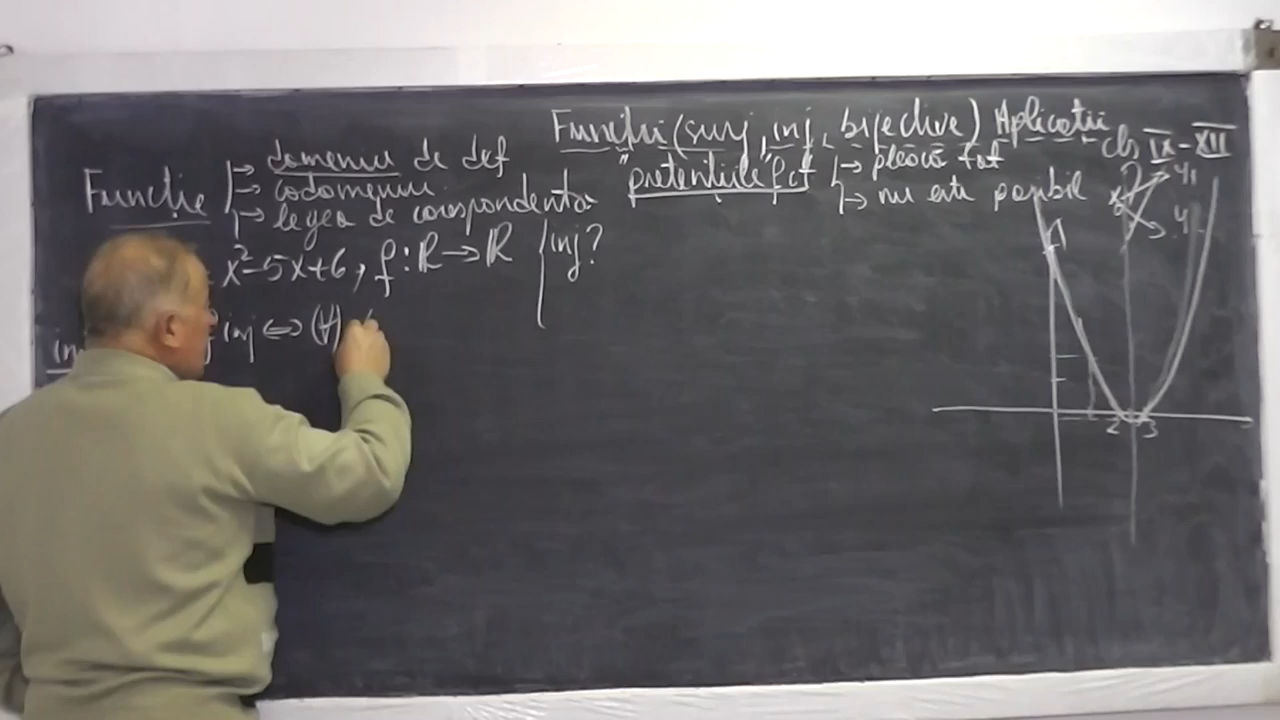 Funcții (surj, inj, bijective) Aplicații
cls IX-XII
Funcție
→ domeniu de def
→ codomeniu
→ legea de corespondenta
"pretențiile" fct
→ pleacă tot
→ nu este posibil
x²-5x+6, f:ℝ→ℝ
inj?
inj ⇔ (∀)
2 3